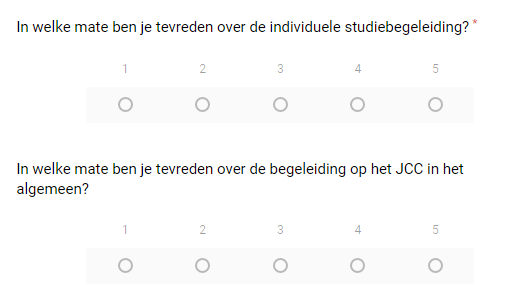 In welke mate ben je tevreden over de individuele studiebegeleiding? *
1 2 3 4 5
In welke mate ben je tevreden over de begeleiding op het JCC in het
algemeen?
1 2 3 4 5